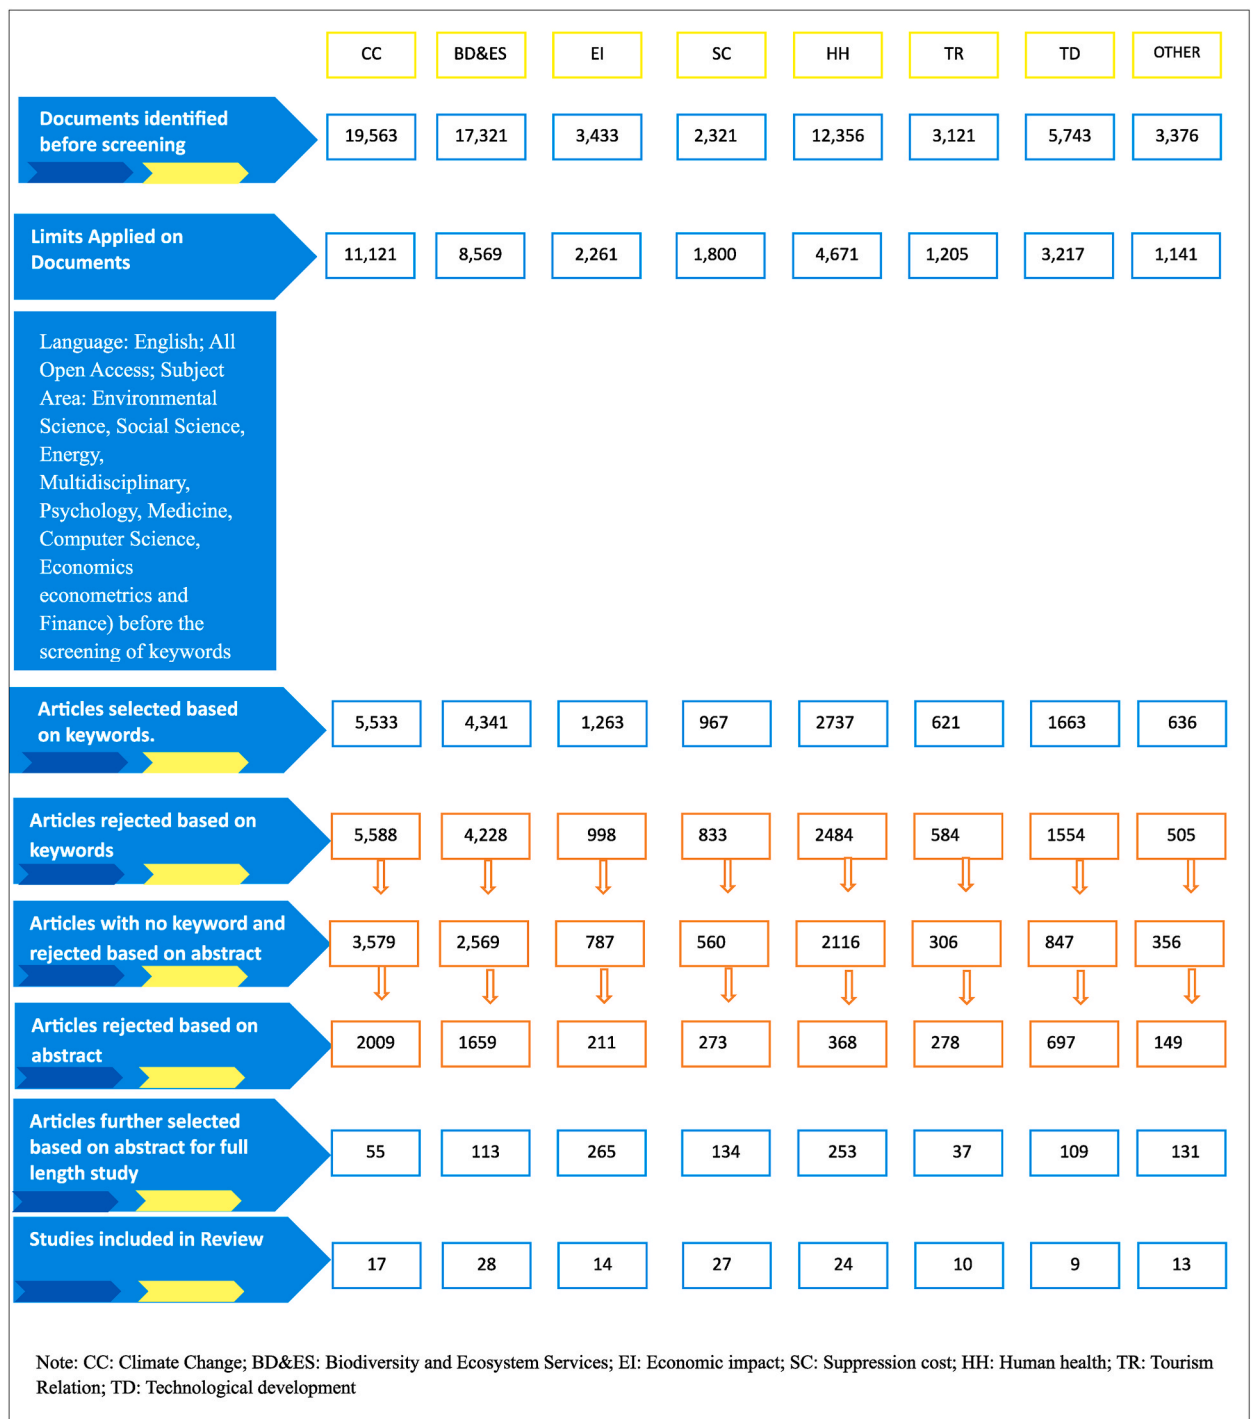 CC BD&ES EI SC HH TR TD OTHER
Documents identified
before screening
19,563 17,321 3,433 2,321 12,356 3,121 5,743 3,376
Limits Applied on
Documents
11,121 8,569 2,261 1,800 4,671 1,205 3,217 1,141
Language: English; All
Open Access; Subject
Area: Environmental
Science, Social Science,
Energy,
Multidisciplinary,
Psychology, Medicine,
Computer Science,
Economics
econometrics and
Finance) before the
screening of keywords
Articles selected based
on keywords.
5,533 4,341 1,263 967 2737 621 1663 636
Articles rejected based on
keywords
5,588 4,228 998 833 2484 584 1554 505
Articles with no keyword and
rejected based on abstract
3,579 2,569 787 560 2116 306 847 356
Articles rejected based on
abstract
2009 1659 211 273 368 278 697 149
Articles further selected
based on abstract for full
length study
55 113 265 134 253 37 109 131
Studies included in Review
17 28 14 27 24 10 9 13
Note: CC: Climate Change; BD&ES: Biodiversity and Ecosystem Services; EI: Economic impact; SC: Suppression cost; HH: Human health; TR: Tourism
Relation; TD: Technological development